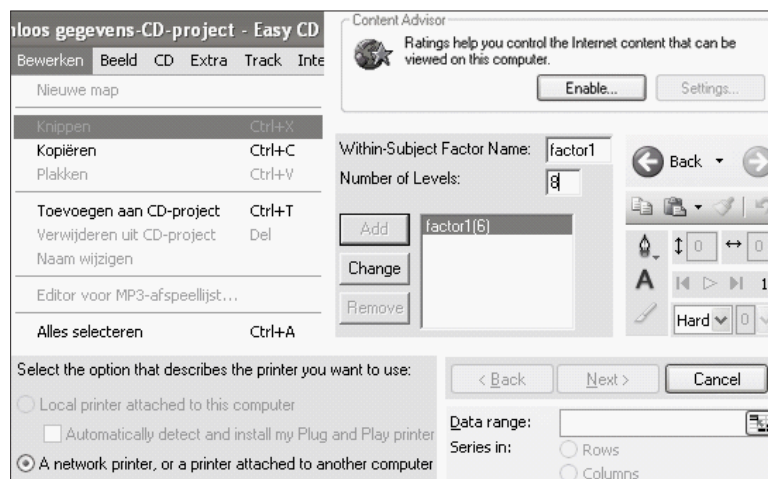 nloos gegevens-CD-project - Easy CD
Bewerken Beeld CD Extra Track Inte
Nieuwe map
Knippen Ctrl+X
Kopiëren Ctrl+C
Plakken Ctrl+V
Toevoegen aan CD-project Ctrl+T
Verwijderen uit CD-project Del
Naam wijzigen
Editor voor MP3-afspeellijst...
Alles selecteren Ctrl+A
Content Advisor
Ratings help you control the Internet content that can be
viewed on this computer.
Enable... Settings...
Within-Subject Factor Name: factor1
Number of Levels: 8
Add
factor1(6)
Change
Remove
Back
0 0
A 1
Hard 0
Select the option that describes the printer you want to use:
Local printer attached to this computer
Automatically detect and install my Plug and Play printer
A network printer, or a printer attached to another computer
< Back Next > Cancel
Data range:
Series in: Rows
Columns